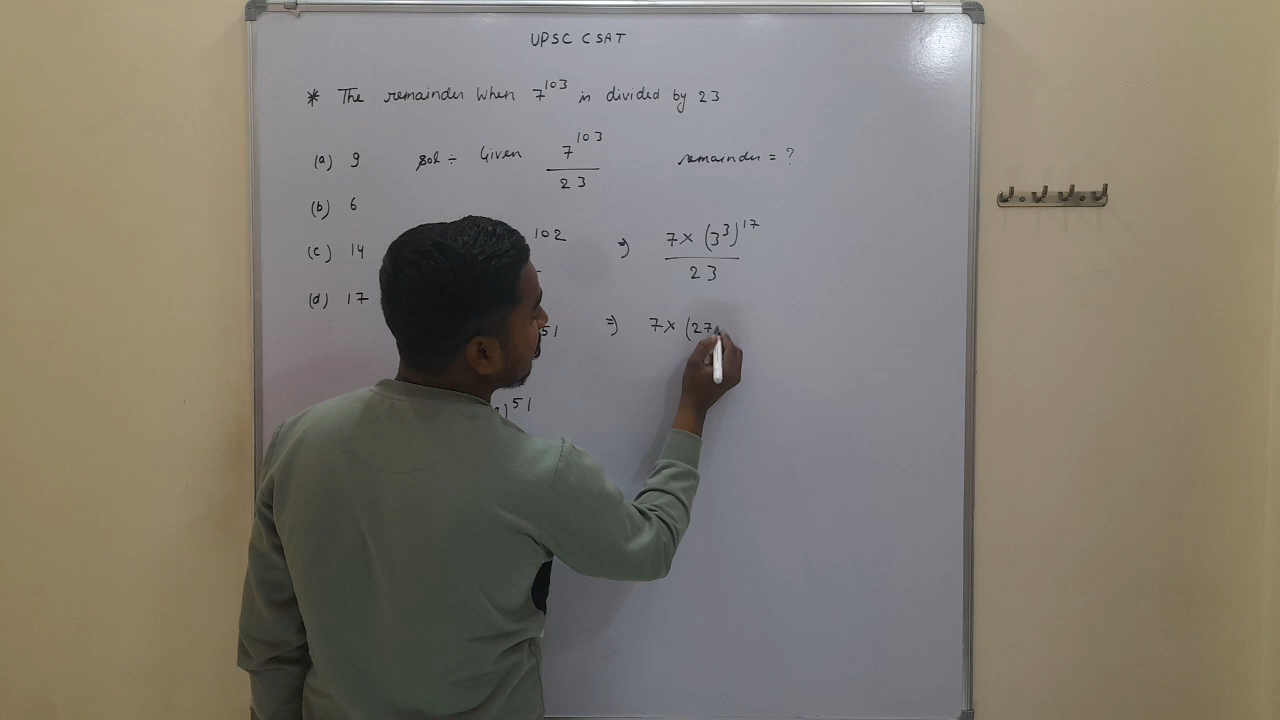 UPSC CSAT
* The remainder when 7^103 is divided by 23
(a) 9 sol ÷ Given 7^103 / 23 remainder = ?
(b) 6
(c) 14 102 ⇒ 7× (3^3)^17 / 23
(d) 17 51 ⇒ 7× (27
)^51